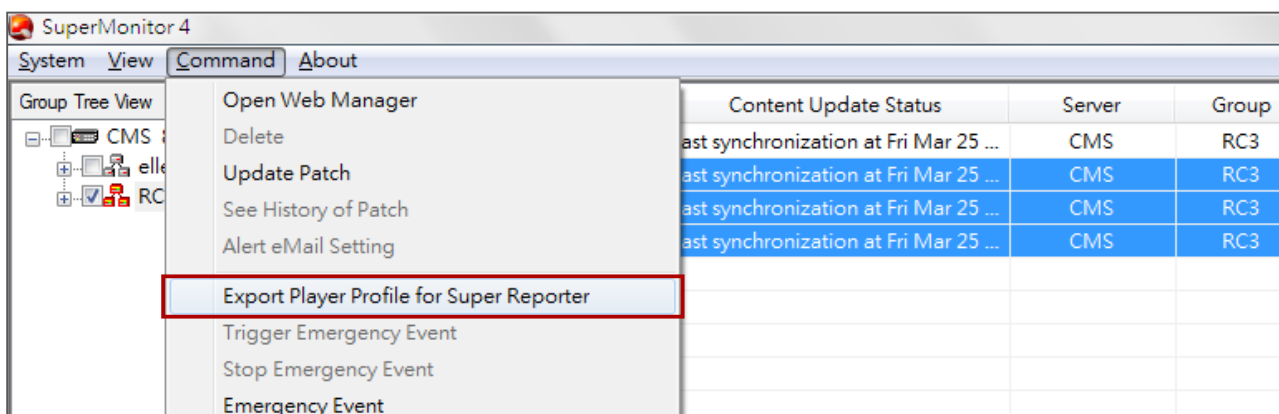 SuperMonitor 4
System View Command About
Group Tree View
CMS
elle
RC
Open Web Manager
Delete
Update Patch
See History of Patch
Alert eMail Setting
Export Player Profile for Super Reporter
Trigger Emergency Event
Stop Emergency Event
Emergency Event
Content Update Status Server Group
ast synchronization at Fri Mar 25 ... CMS RC3
ast synchronization at Fri Mar 25 ... CMS RC3
ast synchronization at Fri Mar 25 ... CMS RC3
ast synchronization at Fri Mar 25 ... CMS RC3